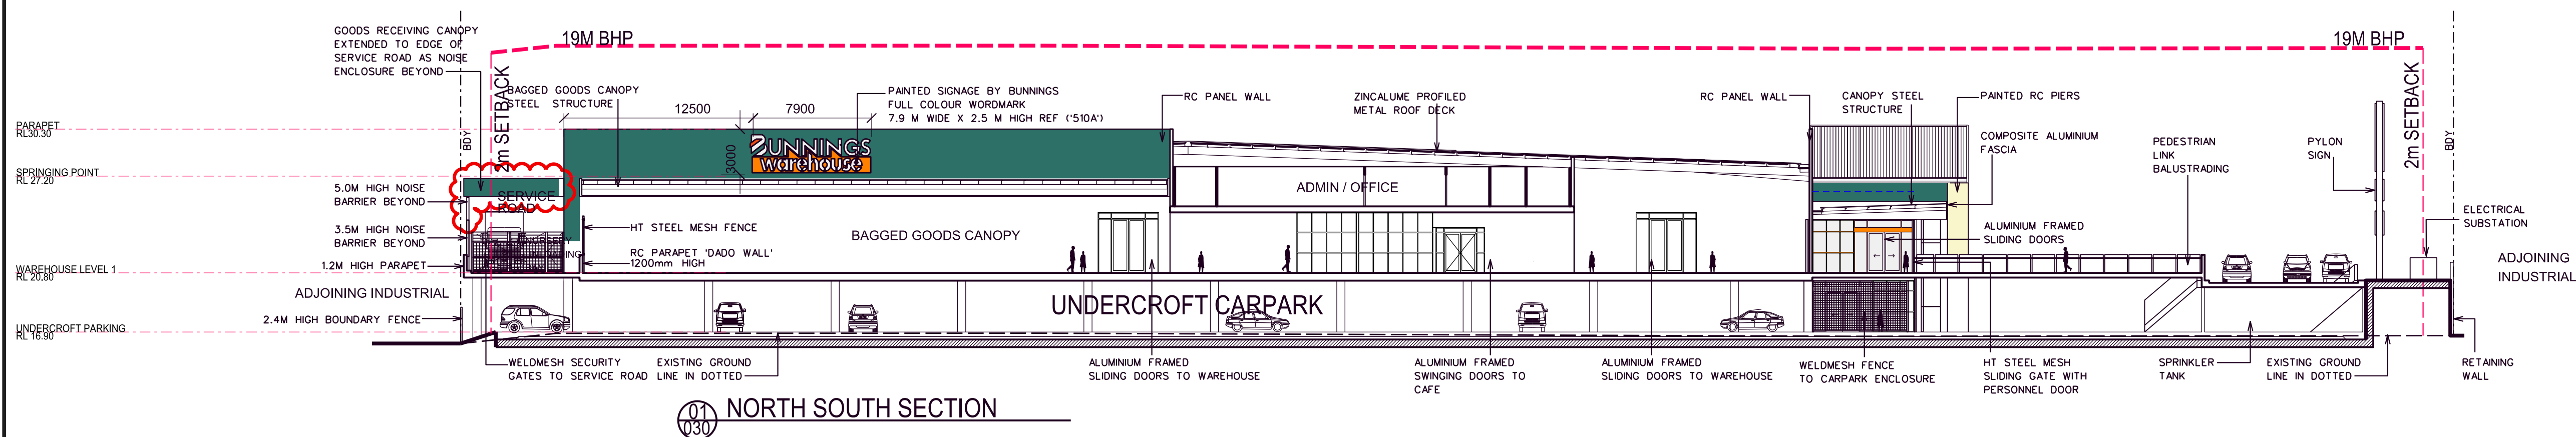 GOODS RECEIVING CANOPY
EXTENDED TO EDGE OF
SERVICE ROAD AS NOISE
ENCLOSURE BEYOND
19M BHP
19M BHP
2m SETBACK
2m SETBACK
BDY
BDY
BAGGED GOODS CANOPY
STEEL STRUCTURE
12500
7900
3000
PAINTED SIGNAGE BY BUNNINGS
FULL COLOUR WORDMARK
7.9 M WIDE X 2.5 M HIGH REF ('510A')
RC PANEL WALL
ZINCALUME PROFILED
METAL ROOF DECK
RC PANEL WALL
CANOPY STEEL
STRUCTURE
PAINTED RC PIERS
COMPOSITE ALUMINIUM
FASCIA
PEDESTRIAN
LINK
BALUSTRADING
PYLON
SIGN
ELECTRICAL
SUBSTATION
PARAPET
RL30.30
SPRINGING POINT
RL 27.20
WAREHOUSE LEVEL 1
RL 20.80
UNDERCROFT PARKING
RL 16.90
BUNNINGS
warehouse
5.0M HIGH NOISE
BARRIER BEYOND
SERVICE
ROAD
3.5M HIGH NOISE
BARRIER BEYOND
1.2M HIGH PARAPET
HT STEEL MESH FENCE
RC PARAPET 'DADO WALL'
1200mm HIGH
BAGGED GOODS CANOPY
ADMIN / OFFICE
ALUMINIUM FRAMED
SLIDING DOORS
ADJOINING INDUSTRIAL
ADJOINING
INDUSTRIAL
2.4M HIGH BOUNDARY FENCE
UNDERCROFT CARPARK
WELDMESH SECURITY
GATES TO SERVICE ROAD
EXISTING GROUND
LINE IN DOTTED
ALUMINIUM FRAMED
SLIDING DOORS TO WAREHOUSE
ALUMINIUM FRAMED
SWINGING DOORS TO
CAFE
ALUMINIUM FRAMED
SLIDING DOORS TO WAREHOUSE
WELDMESH FENCE
TO CARPARK ENCLOSURE
HT STEEL MESH
SLIDING GATE WITH
PERSONNEL DOOR
SPRINKLER
TANK
EXISTING GROUND
LINE IN DOTTED
RETAINING
WALL
01
030
NORTH SOUTH SECTION